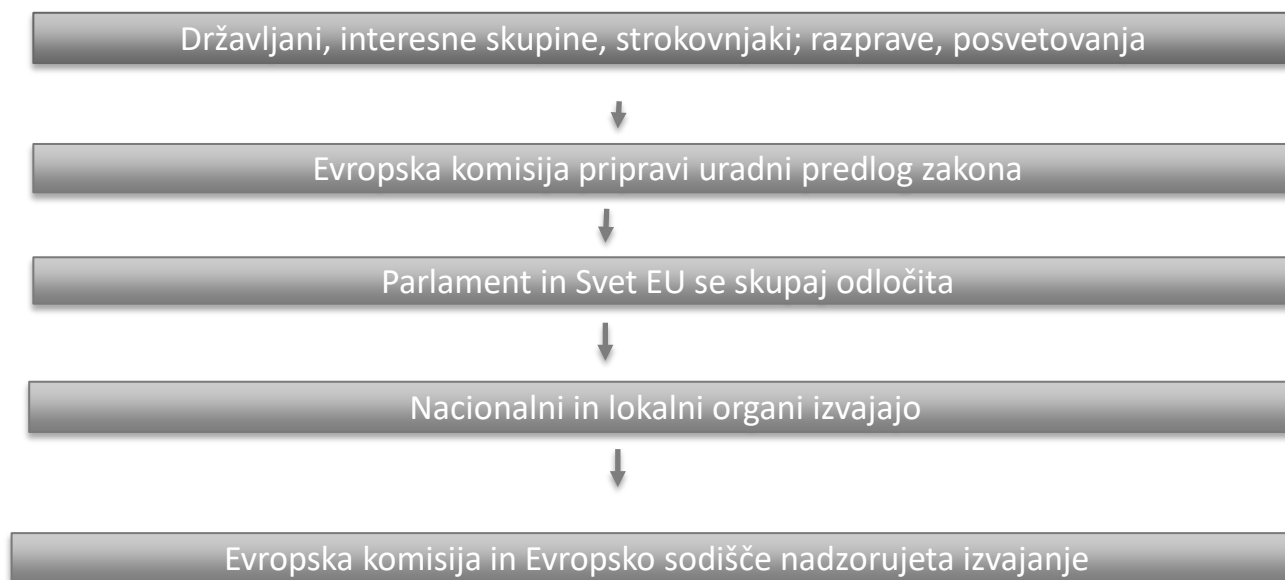 Državljani, interesne skupine, strokovnjaki; razprave, posvetovanja
Evropska komisija pripravi uradni predlog zakona
Parlament in Svet EU se skupaj odločita
Nacionalni in lokalni organi izvajajo
Evropska komisija in Evropsko sodišče nadzorujeta izvajanje